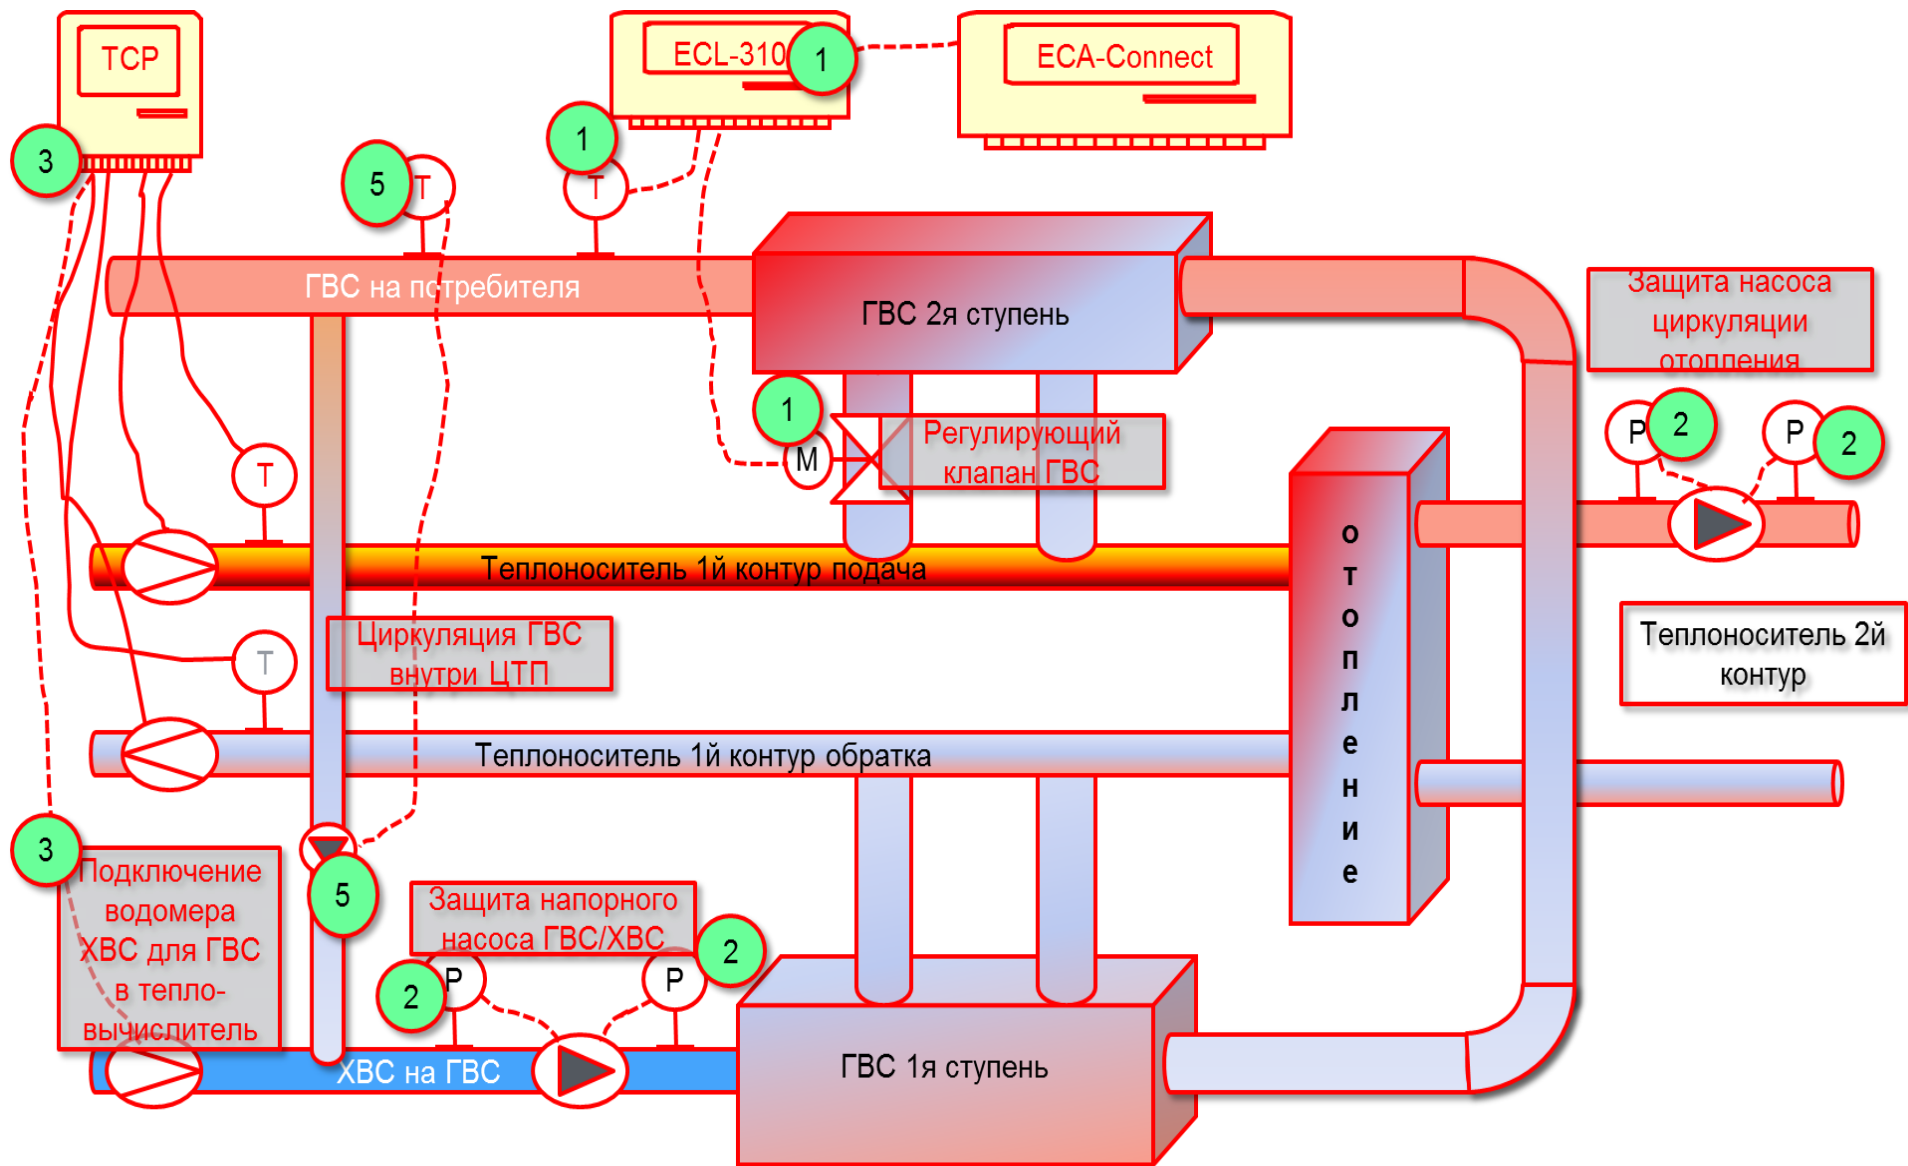 ТСР
ECL-310
1
ECA-Connect
3
5
Т
1
Т
ГВС на потребителя
ГВС 2я ступень
Защита насоса
циркуляции
отопления
1
М
Регулирующий
клапан ГВС
Р
2
Р
2
Т
Теплоноситель 1й контур подача
отопление
Циркуляция ГВС
внутри ЦТП
Т
Теплоноситель 2й
контур
Теплоноситель 1й контур обратка
3
Подключение
водомера
ХВС для ГВС
в тепло-
вычислитель
5
Защита напорного
насоса ГВС/ХВС
2
Р
Р
2
ХВС на ГВС
ГВС 1я ступень